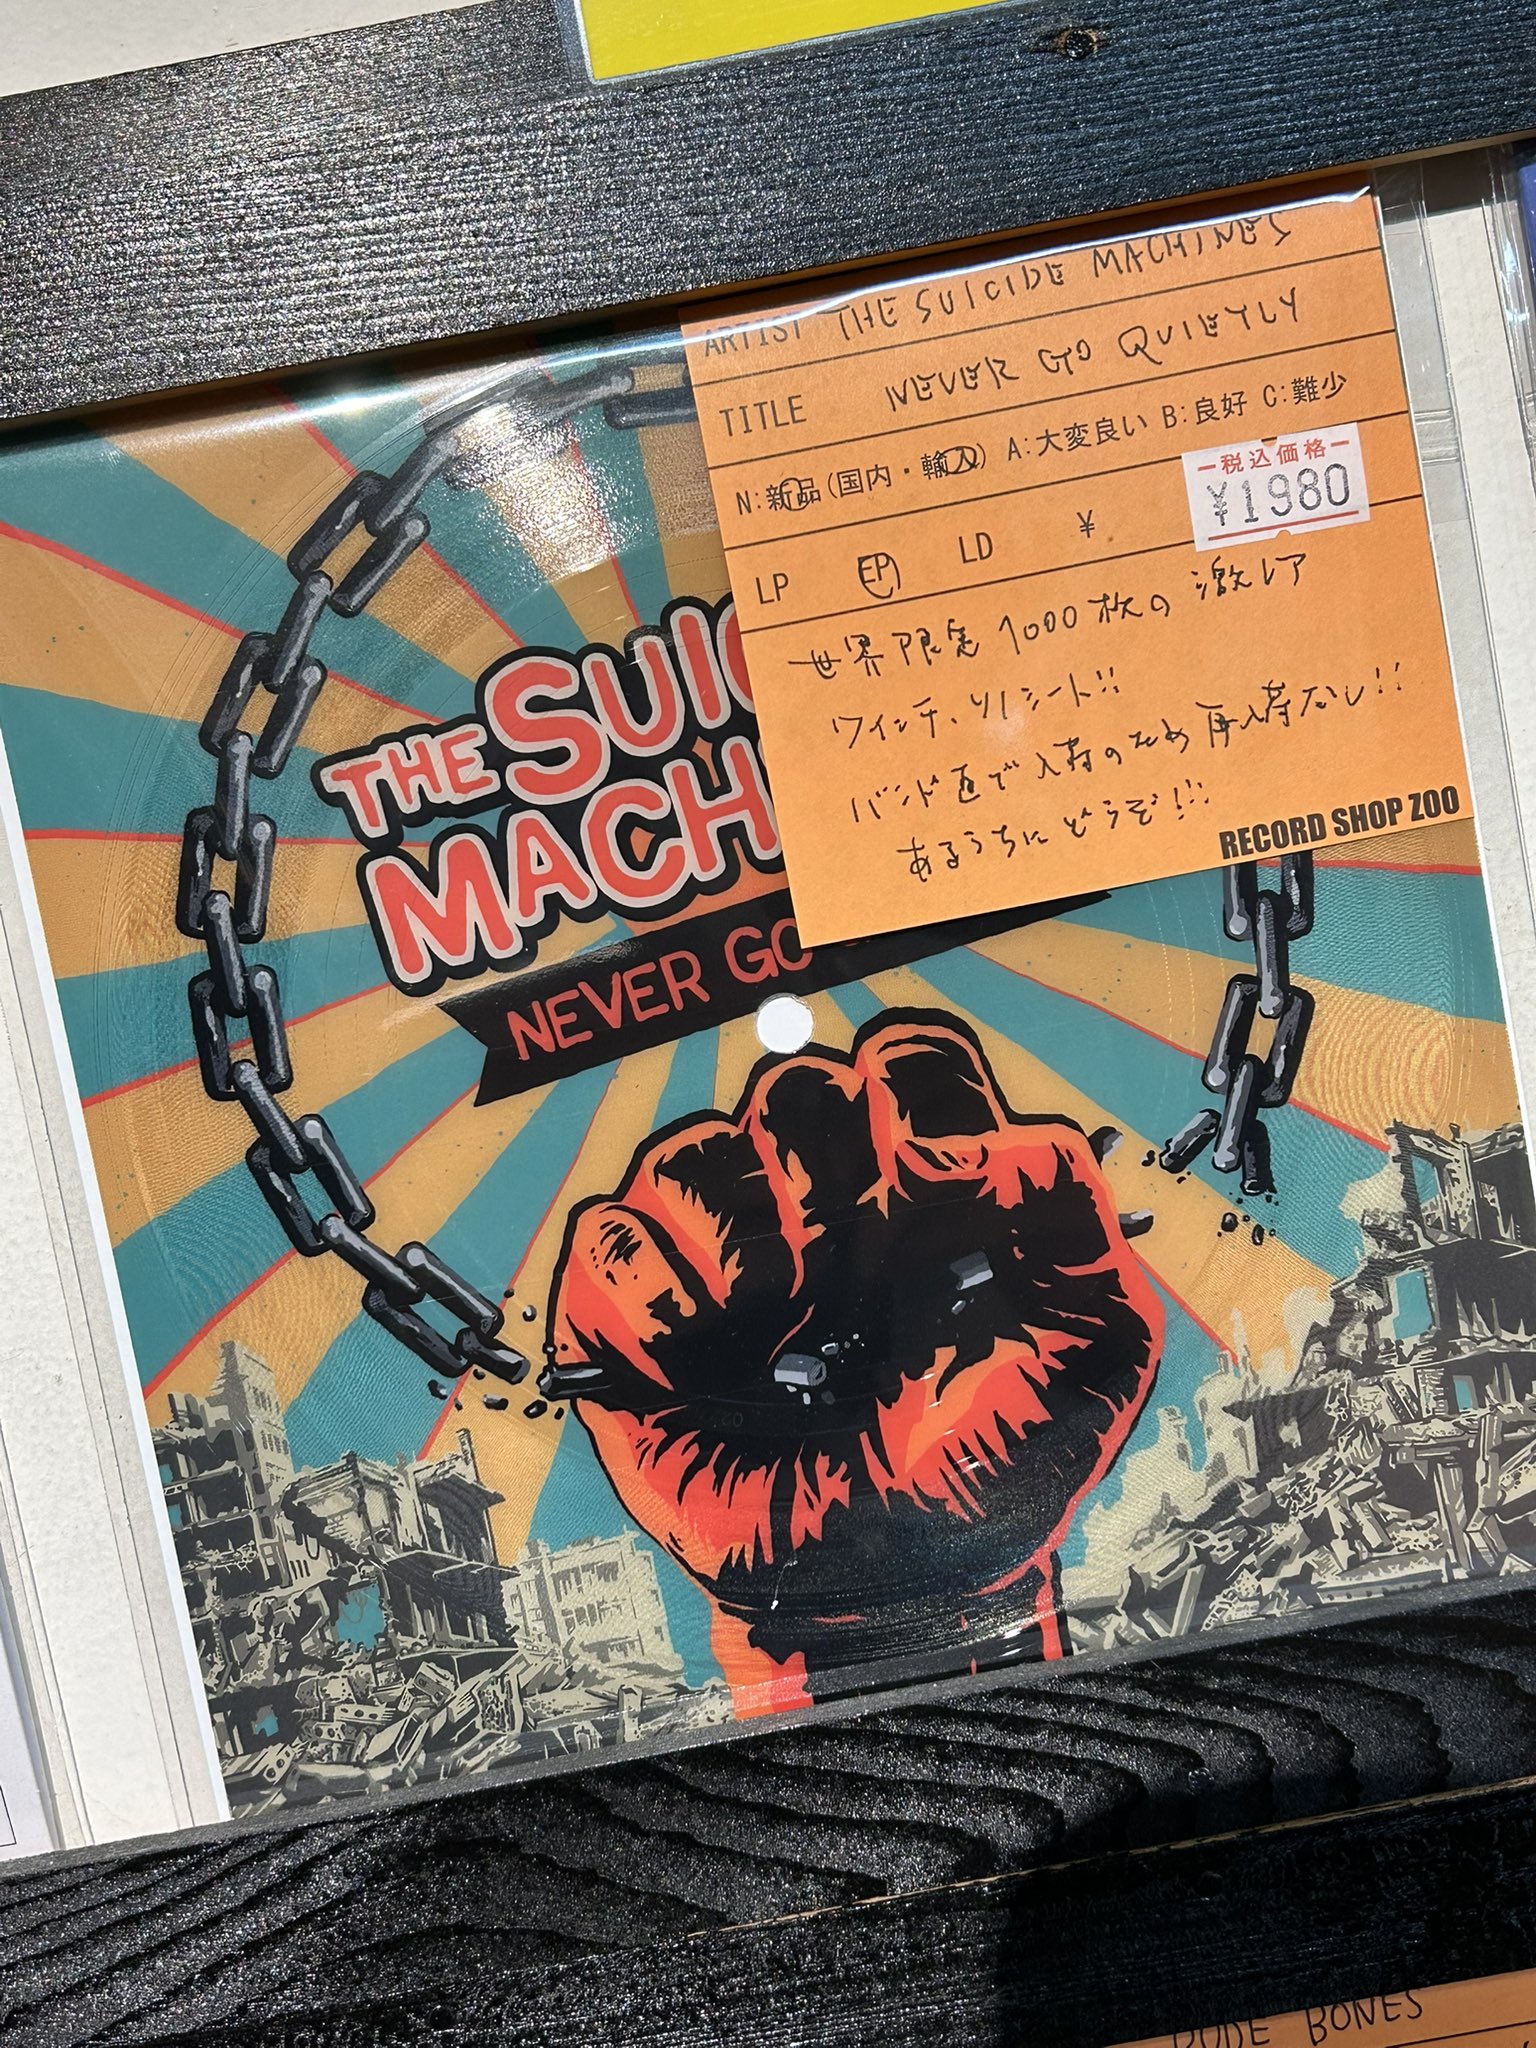 ARTIST THE SUICIDE MACHINES
TITLE NEVER GO QUIETLY
N:新品(国内・輸入) A:大変良い B:良好 C:難少
税込価格
¥1980
LP EP LD ¥
世界限定1000枚の激レア
7インチ、ソノシート!!
バンド直で入荷のため再入荷なし!!
あるうちにどうぞ!!!
RECORD SHOP ZOO
THE SUIC
MACH
NEVER GO
BONES